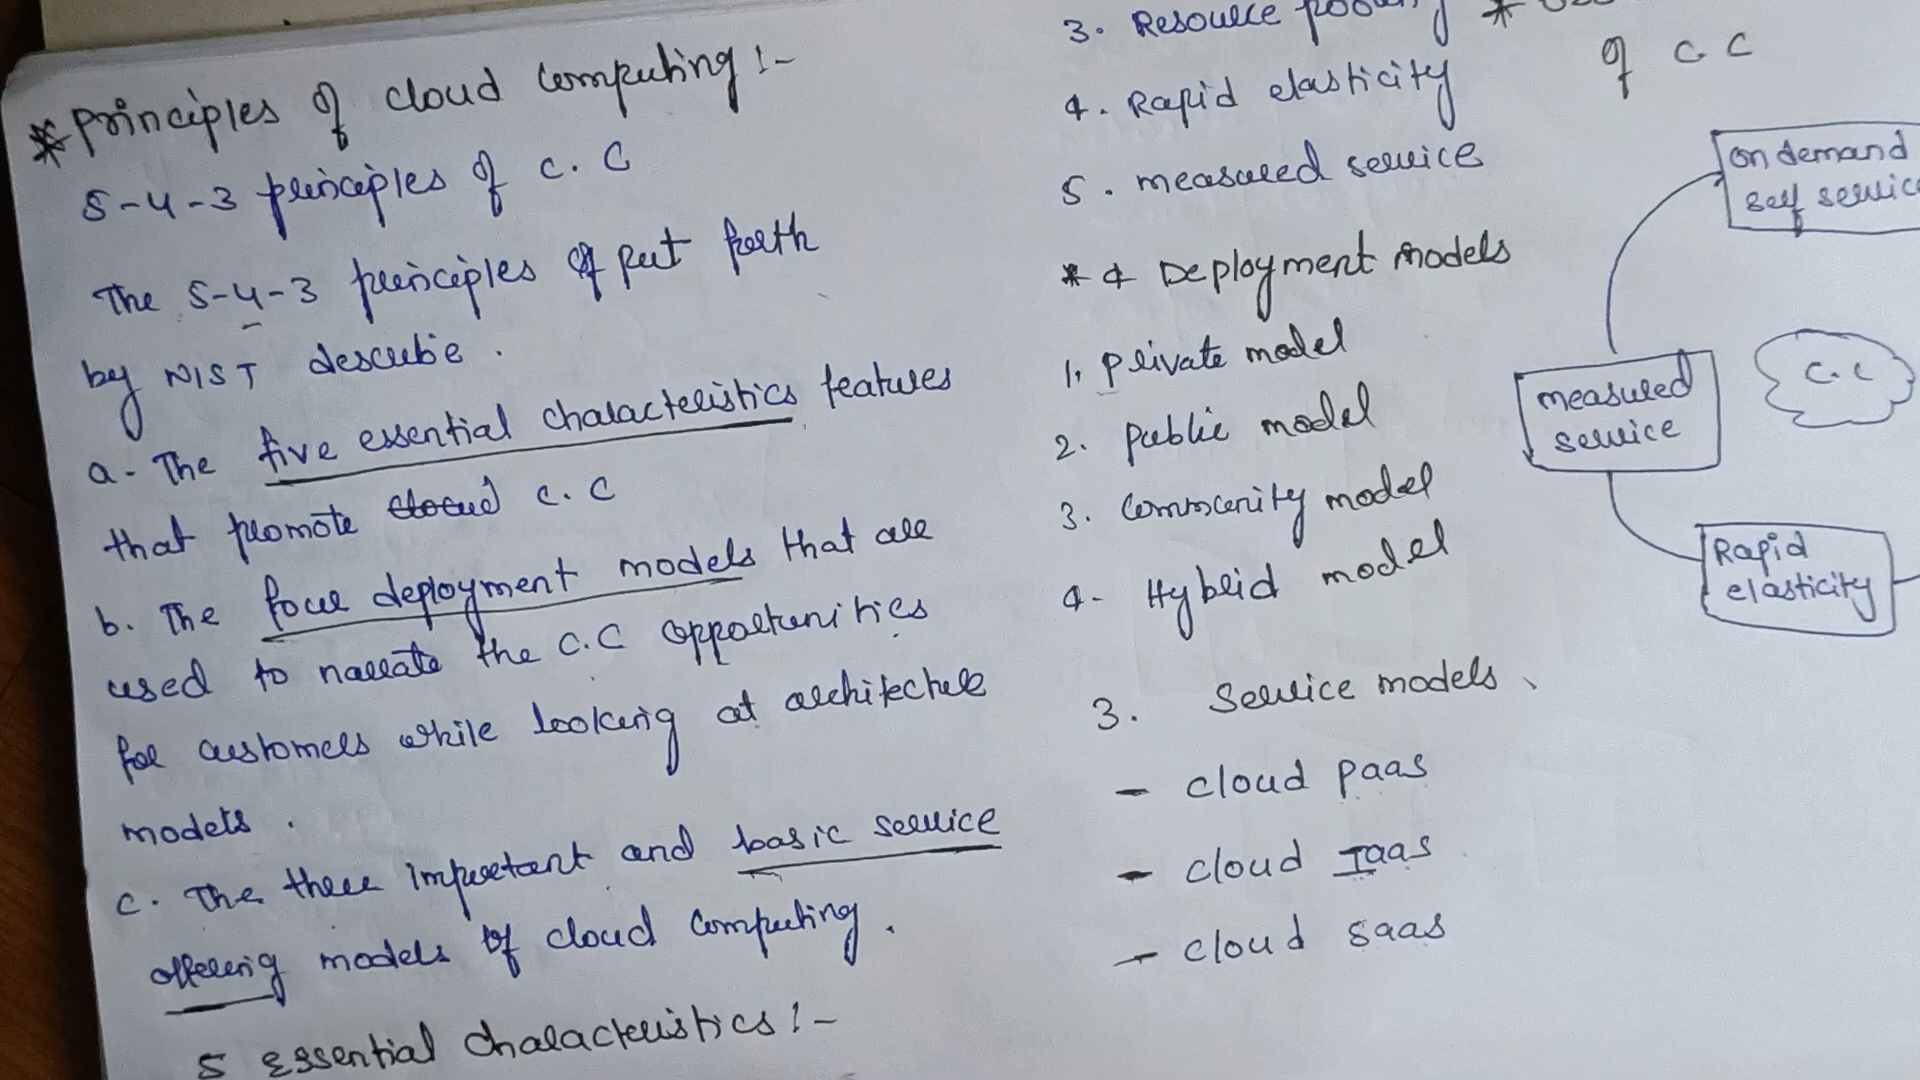 * Principles of cloud Computing :-
5-4-3 principles of c. c
The 5-4-3 principles of put forth
by NIST describe.
a- The five essential characteristics features
that promote cloud c. c
b. The four deployment models that are
used to narrate the C.C opportunities
for customers while looking at architecture
models.
c. The three important and basic service
offering models of cloud Computing.
5 Essential characteristics :-
3. Resource pooling
4. Rapid elasticity
5. measured service
* 4 Deployment Models
1. Private model
2. Public model
3. Community model
4- Hybrid model
3. Service models
- cloud paas
- cloud Iaas
- cloud saas
*
of c c
on demand
self service
measured
service
C.C
Rapid
elasticity